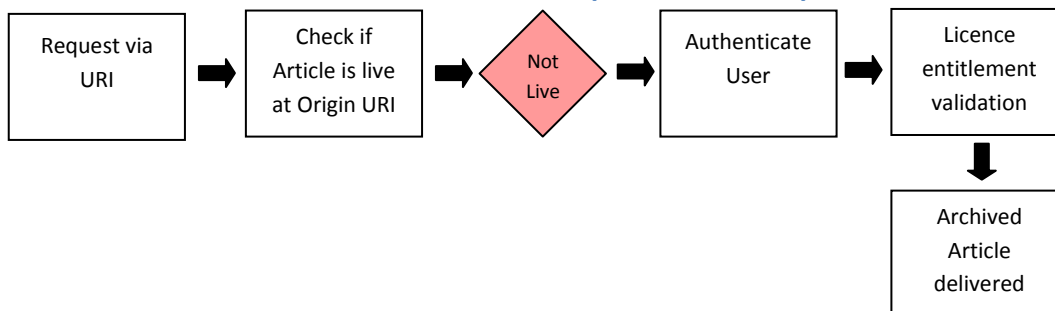 Request via
URI
Check if
Article is live
at Origin URI
Not
Live
Authenticate
User
Licence
entitlement
validation
Archived
Article
delivered